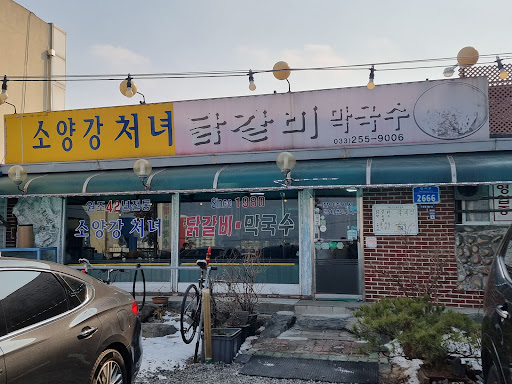 소양강처녀 닭갈비 막국수
033)255-9006
Since 1980
소양강 처녀 닭갈비·막국수
2666
영